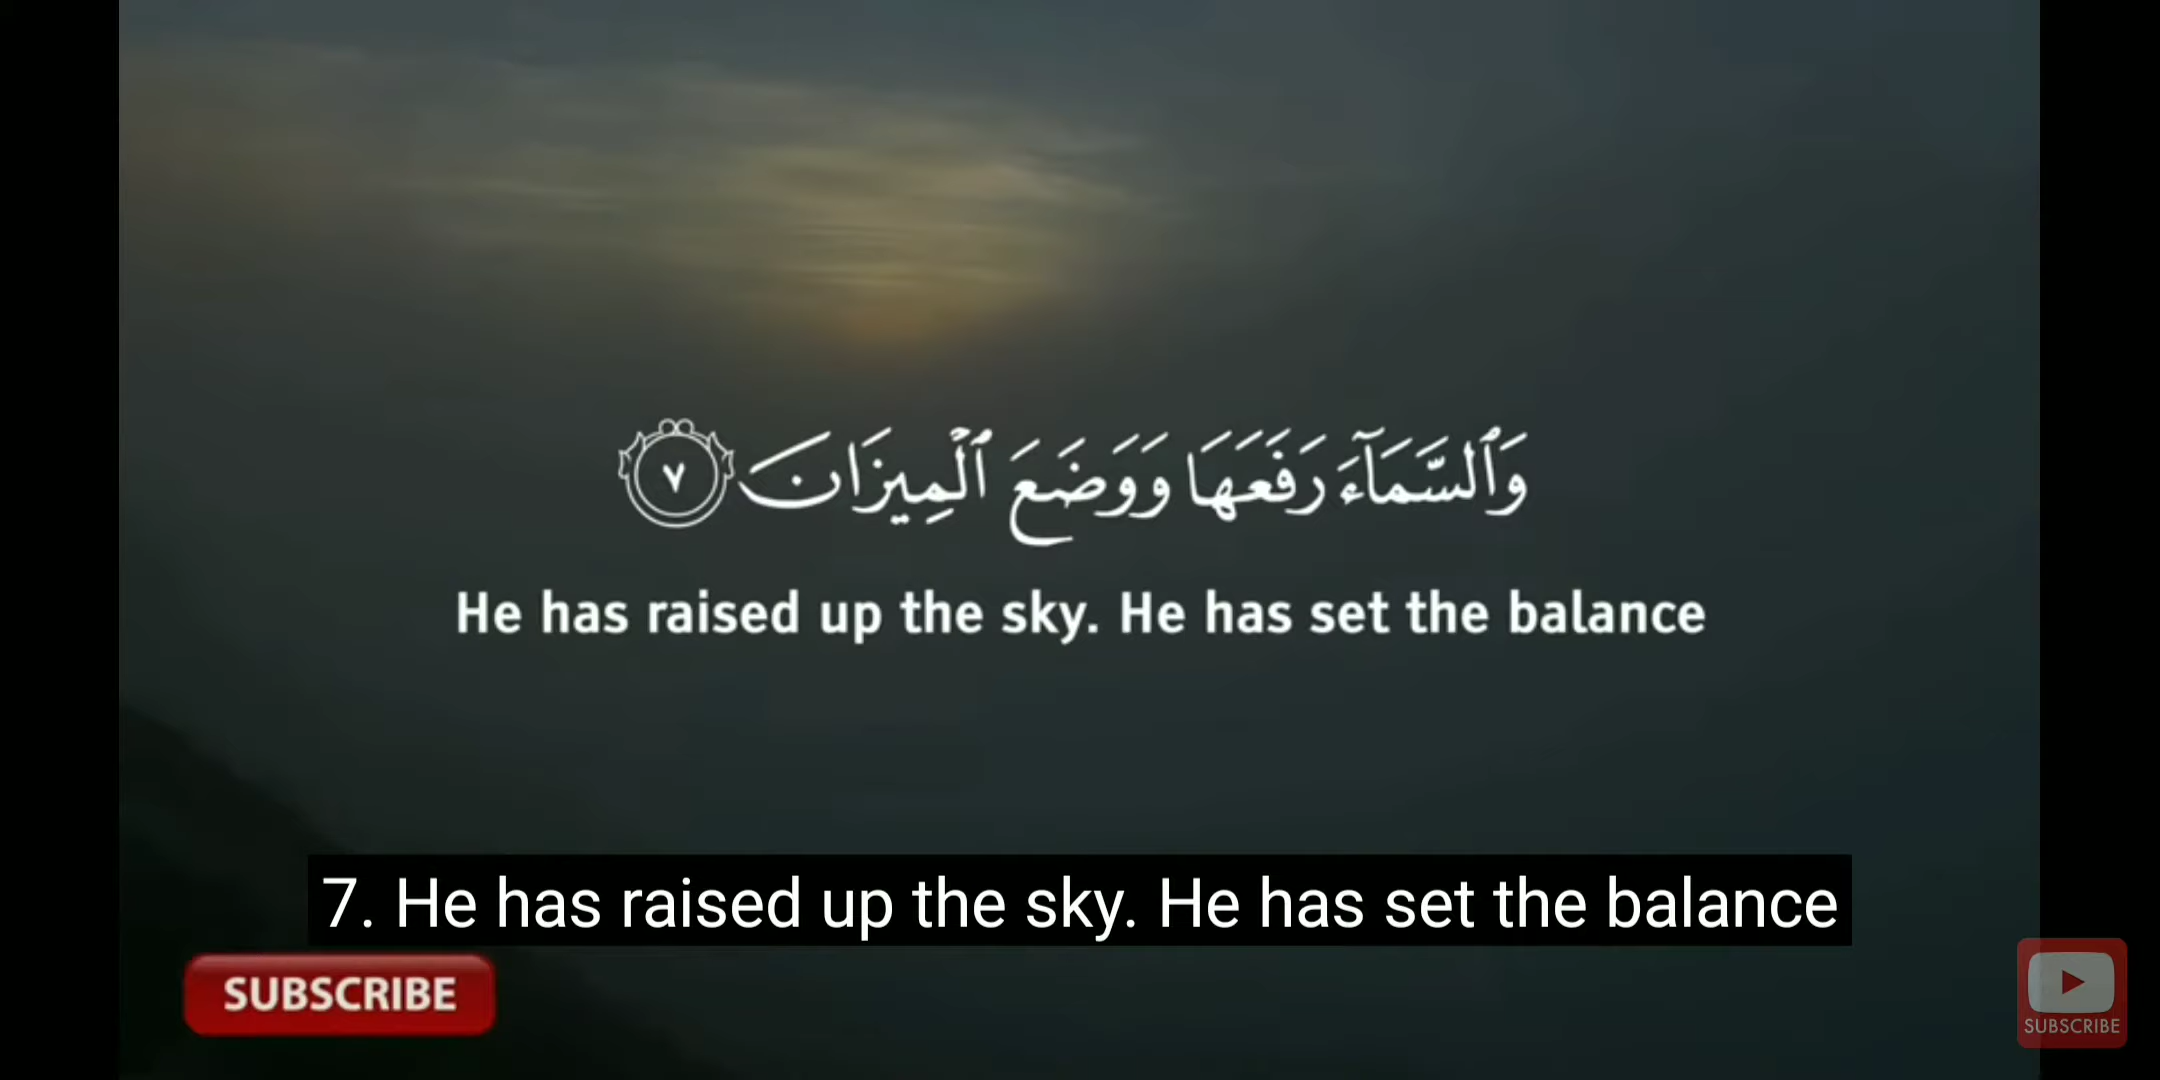 وَٱلسَّمَآءَ رَفَعَهَا وَوَضَعَ ٱلْمِيزَانَ ٧
He has raised up the sky. He has set the balance
7. He has raised up the sky. He has set the balance
SUBSCRIBE
SUBSCRIBE